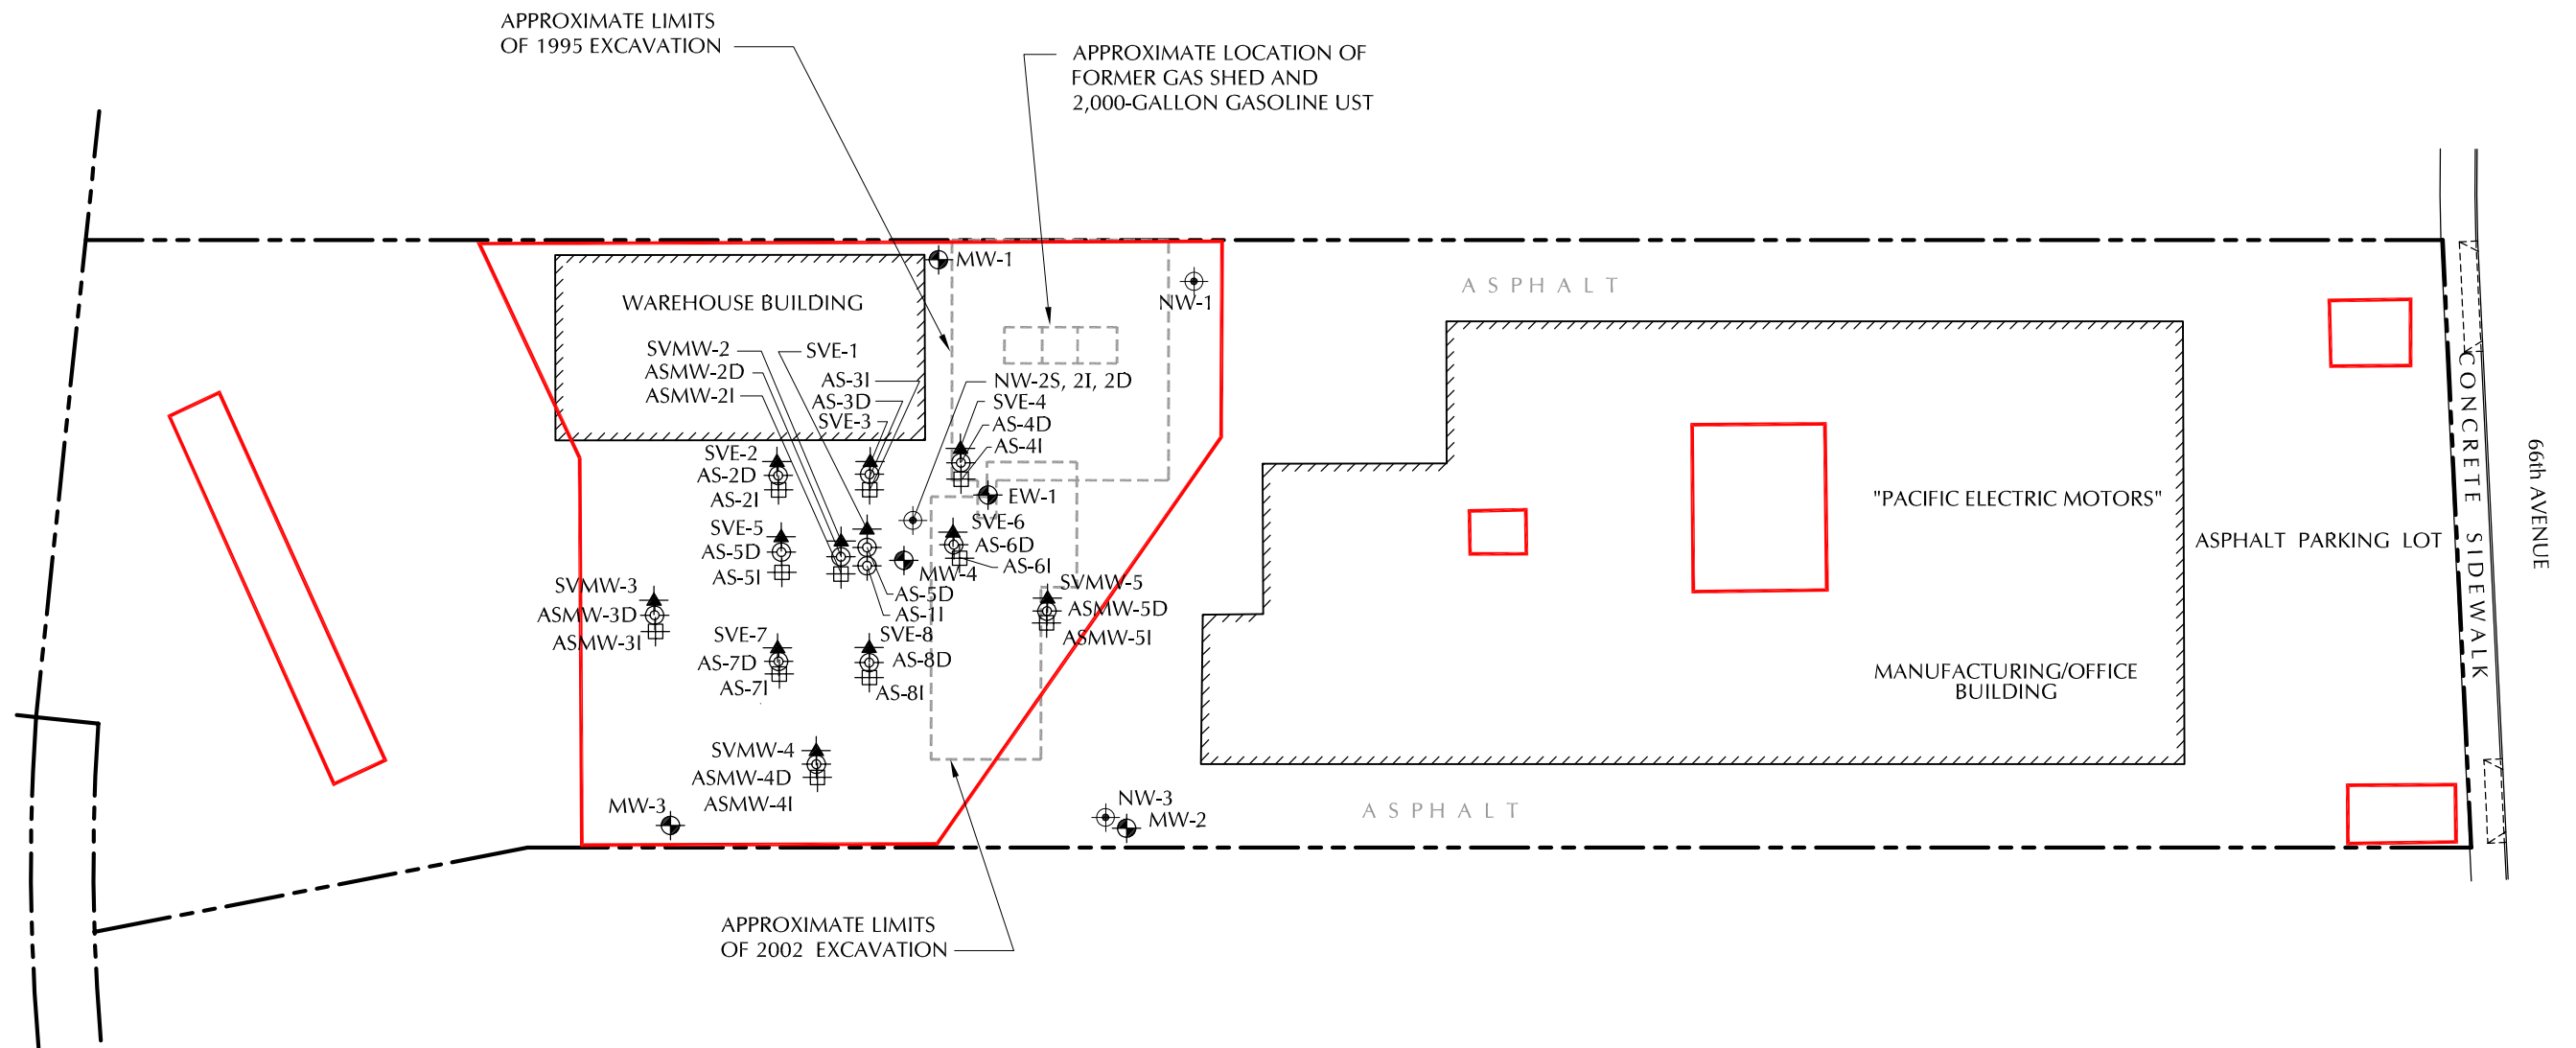 APPROXIMATE LIMITS
OF 1995 EXCAVATION
APPROXIMATE LOCATION OF
FORMER GAS SHED AND
2,000-GALLON GASOLINE UST
MW-1
NW-1
WAREHOUSE BUILDING
ASPHALT
SVMW-2
ASMW-2D
ASMW-2I
SVE-1
AS-3I
AS-3D
SVE-3
NW-2S, 2I, 2D
SVE-4
AS-4D
AS-4I
SVE-2
AS-2D
AS-2I
EW-1
SVE-5
AS-5D
AS-5I
SVE-6
AS-6D
AS-6I
MW-4
AS-5D
AS-1I
SVMW-3
ASMW-3D
ASMW-3I
SVMW-5
ASMW-5D
ASMW-5I
SVE-7
AS-7D
AS-7I
SVE-8
AS-8D
AS-8I
SVMW-4
ASMW-4D
ASMW-4I
MW-3
NW-3
MW-2
ASPHALT
"PACIFIC ELECTRIC MOTORS"
MANUFACTURING/OFFICE
BUILDING
ASPHALT PARKING LOT
CONCRETE SIDEWALK
66th AVENUE
APPROXIMATE LIMITS
OF 2002 EXCAVATION